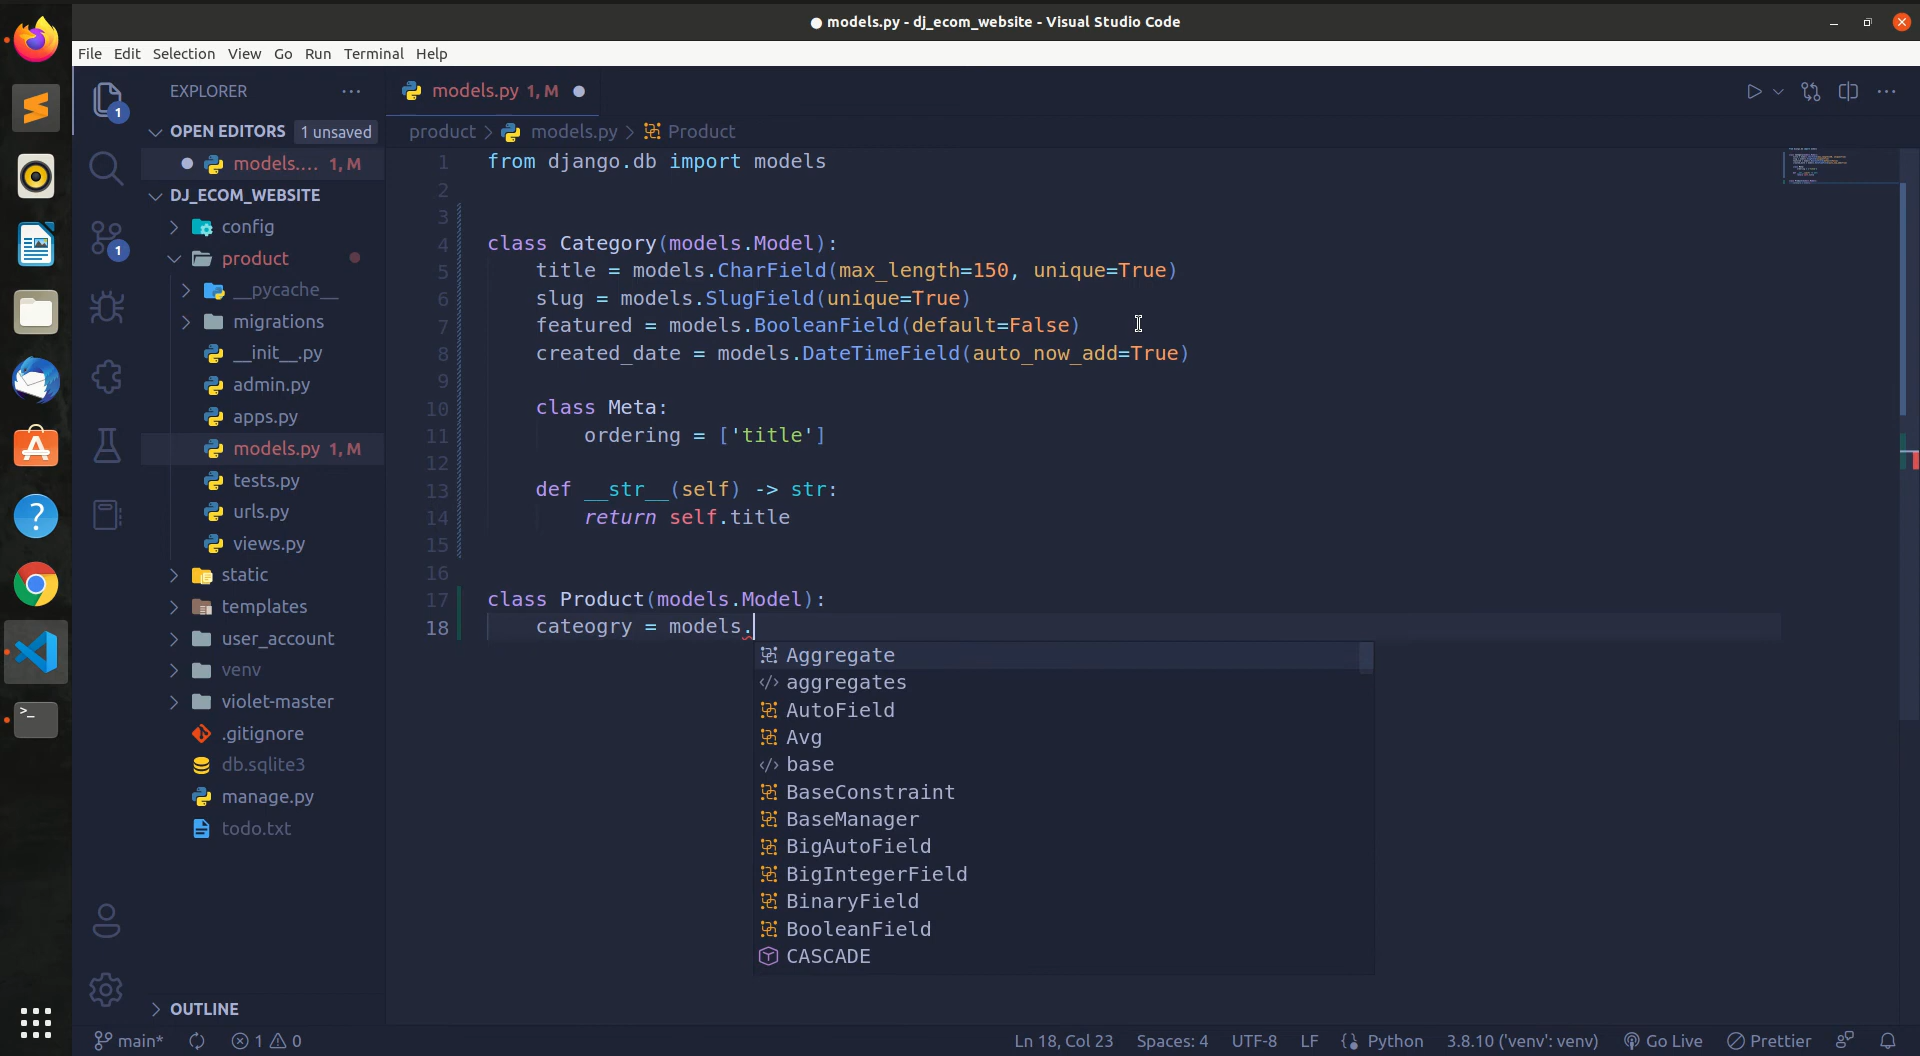 models.py - dj_ecom_website - Visual Studio Code
File Edit Selection View Go Run Terminal Help
EXPLORER
OPEN EDITORS 1 unsaved
models.... 1, M
DJ_ECOM_WEBSITE
config
product
__pycache__
migrations
__init__.py
admin.py
apps.py
models.py 1, M
tests.py
urls.py
views.py
static
templates
user_account
venv
violet-master
.gitignore
db.sqlite3
manage.py
todo.txt
OUTLINE
models.py 1, M
product > models.py > Product
1 from django.db import models
2
3
4 class Category(models.Model):
5 title = models.CharField(max_length=150, unique=True)
6 slug = models.SlugField(unique=True)
7 featured = models.BooleanField(default=False)
8 created_date = models.DateTimeField(auto_now_add=True)
9
10 class Meta:
11 ordering = ['title']
12
13 def __str__(self) -> str:
14 return self.title
15
16
17 class Product(models.Model):
18 cateogry = models.
Aggregate
aggregates
AutoField
Avg
base
BaseConstraint
BaseManager
BigAutoField
BigIntegerField
BinaryField
BooleanField
CASCADE
main* 1 0 Ln 18, Col 23 Spaces: 4 UTF-8 LF Python 3.8.10 ('venv': venv) Go Live Prettier